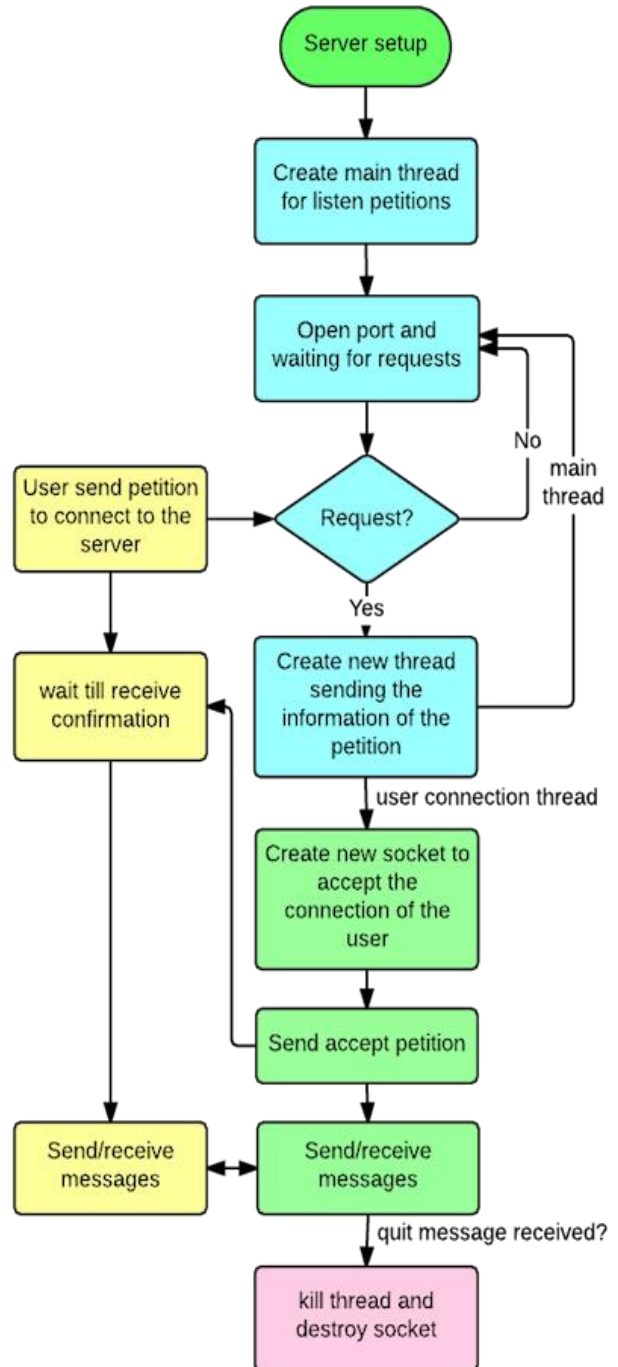 Server setup
Create main thread
for listen petitions
Open port and
waiting for requests
No
main
thread
User send petition
to connect to the
server
Request?
Yes
wait till receive
confirmation
Create new thread
sending the
information of the
petition
user connection thread
Create new socket to
accept the
connection of the
user
Send accept petition
Send/receive
messages
Send/receive
messages
quit message received?
kill thread and
destroy socket